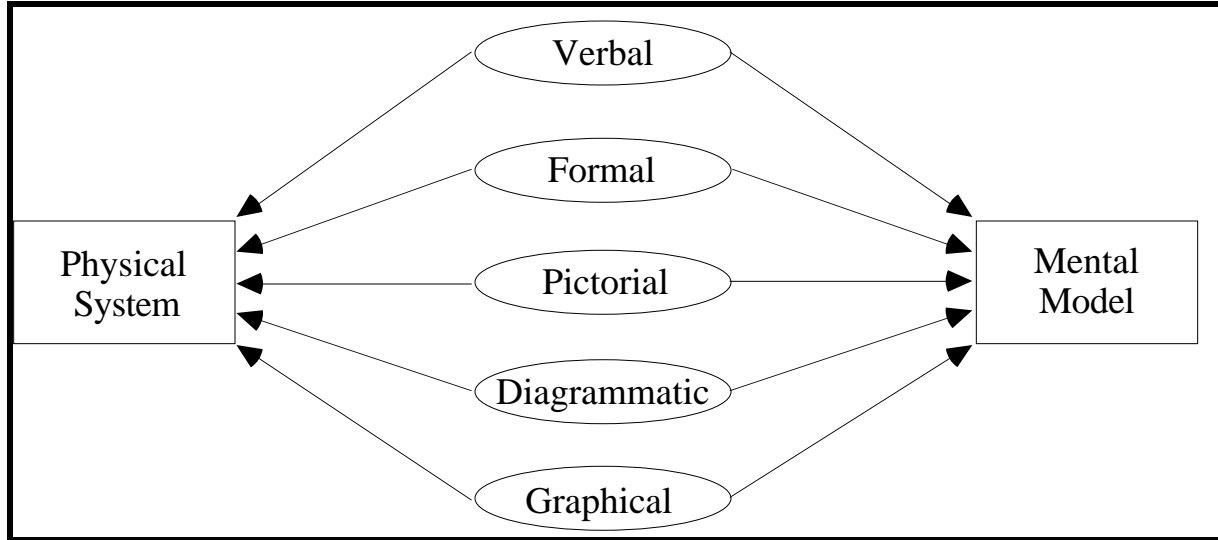 Verbal
Formal
Physical
System
Pictorial
Mental
Model
Diagrammatic
Graphical